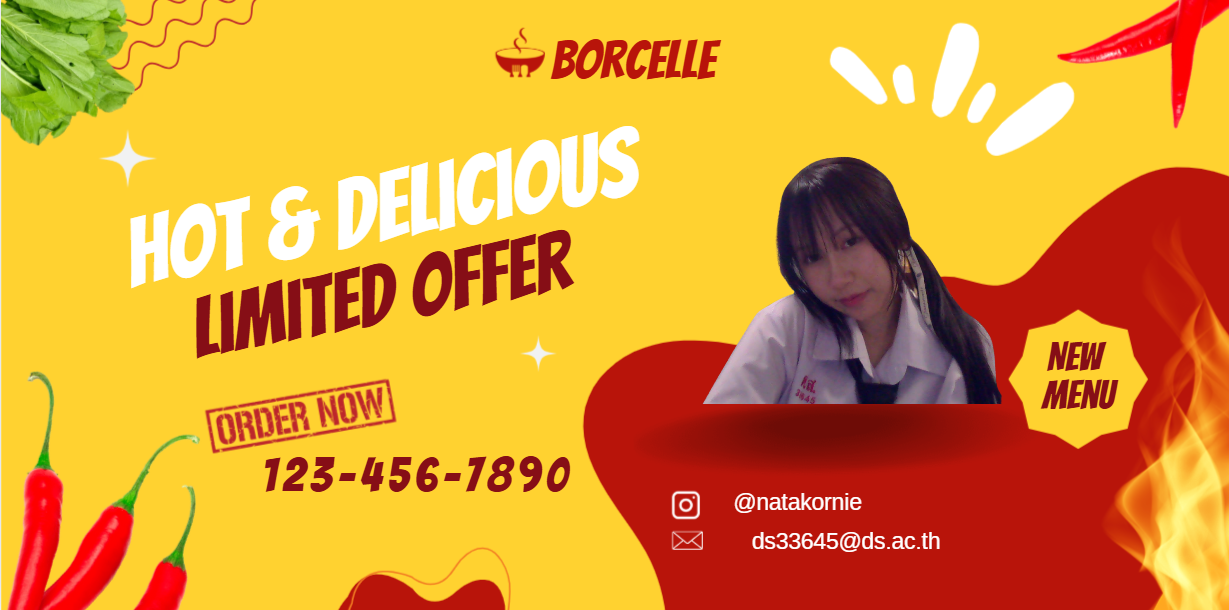 BORCELLE
HOT & DELICIOUS
LIMITED OFFER
ORDER NOW
123-456-7890
NEW
MENU
@natakornie
ds33645@ds.ac.th